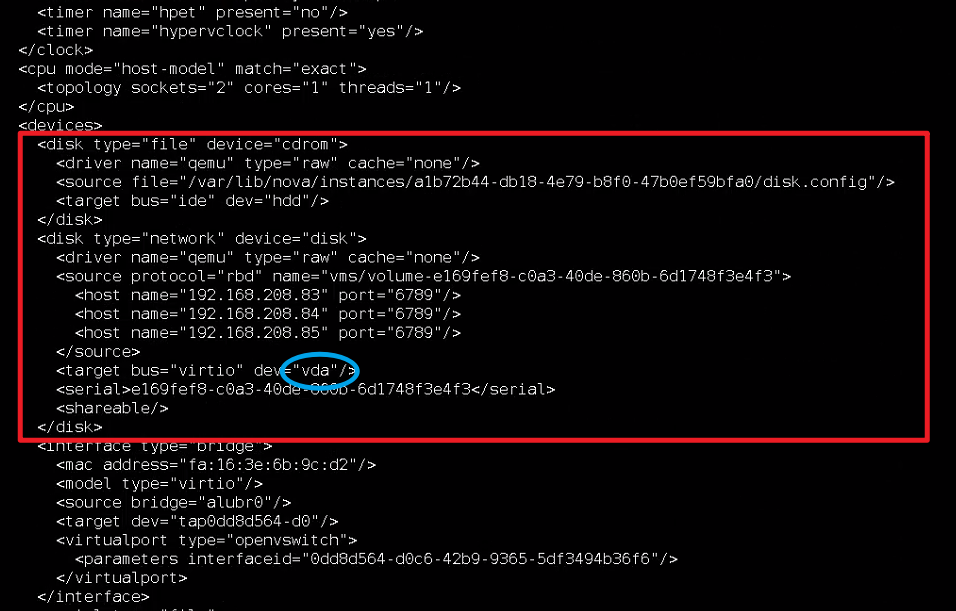 <timer name="hpet" present="no"/>
<timer name="hypervclock" present="yes"/>
</clock>
<cpu mode="host-model" match="exact">
<topology sockets="2" cores="1" threads="1"/>
</cpu>
<devices>
<disk type="file" device="cdrom">
<driver name="qemu" type="raw" cache="none"/>
<source file="/var/lib/nova/instances/a1b72b44-db18-4e79-b8f0-47b0ef59bfa0/disk.config"/>
<target bus="ide" dev="hdd"/>
</disk>
<disk type="network" device="disk">
<driver name="qemu" type="raw" cache="none"/>
<source protocol="rbd" name="vms/volume-e169fef8-c0a3-40de-860b-6d1748f3e4f3">
<host name="192.168.208.83" port="6789"/>
<host name="192.168.208.84" port="6789"/>
<host name="192.168.208.85" port="6789"/>
</source>
<target bus="virtio" dev="vda"/>
<serial>e169fef8-c0a3-40de-860b-6d1748f3e4f3</serial>
<shareable/>
</disk>
<interface type="bridge">
<mac address="fa:16:3e:6b:9c:d2"/>
<model type="virtio"/>
<source bridge="alubr0"/>
<target dev="tap0dd8d564-d0"/>
<virtualport type="openvswitch">
<parameters interfaceid="0dd8d564-d0c6-42b9-9365-5df3494b36f6"/>
</virtualport>
</interface>